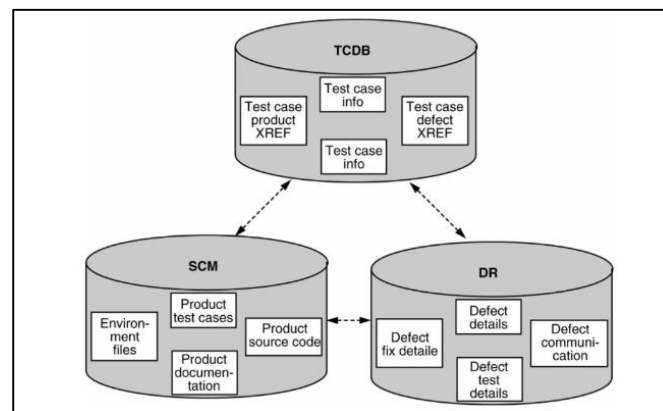 TCDB
Test case
info
Test case
product
XREF
Test case
defect
XREF
Test case
info
SCM
Product
test cases
Environ-
ment
files
Product
source code
Product
documen-
tation
DR
Defect
details
Defect
fix detaile
Defect
communi-
cation
Defect
test details